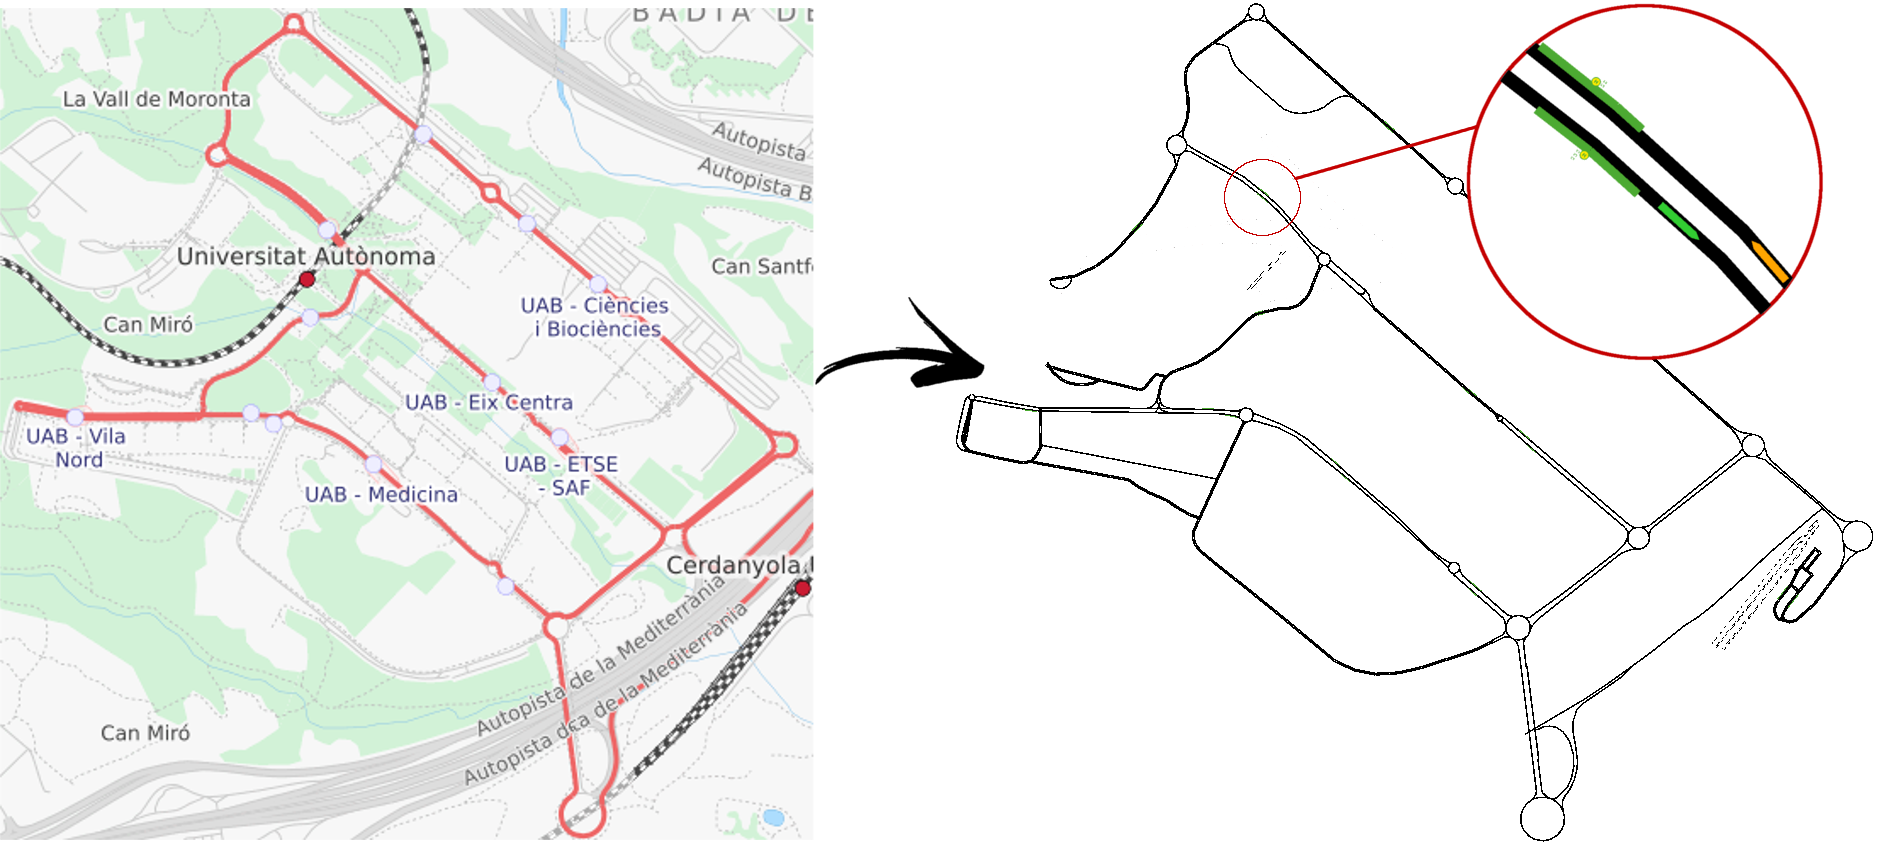 BADIA DE
La Vall de Moronta
Autopista
Autopista B
Universitat Autònoma
Can Santf
Can Miró
UAB - Ciències
i Biociències
UAB - Eix Centra
UAB - Vila
Nord
UAB - ETSE
- SAF
UAB - Medicina
Cerdanyola
Autopista de la Mediterrània
Autopista dca de la Mediterrània
Can Miró